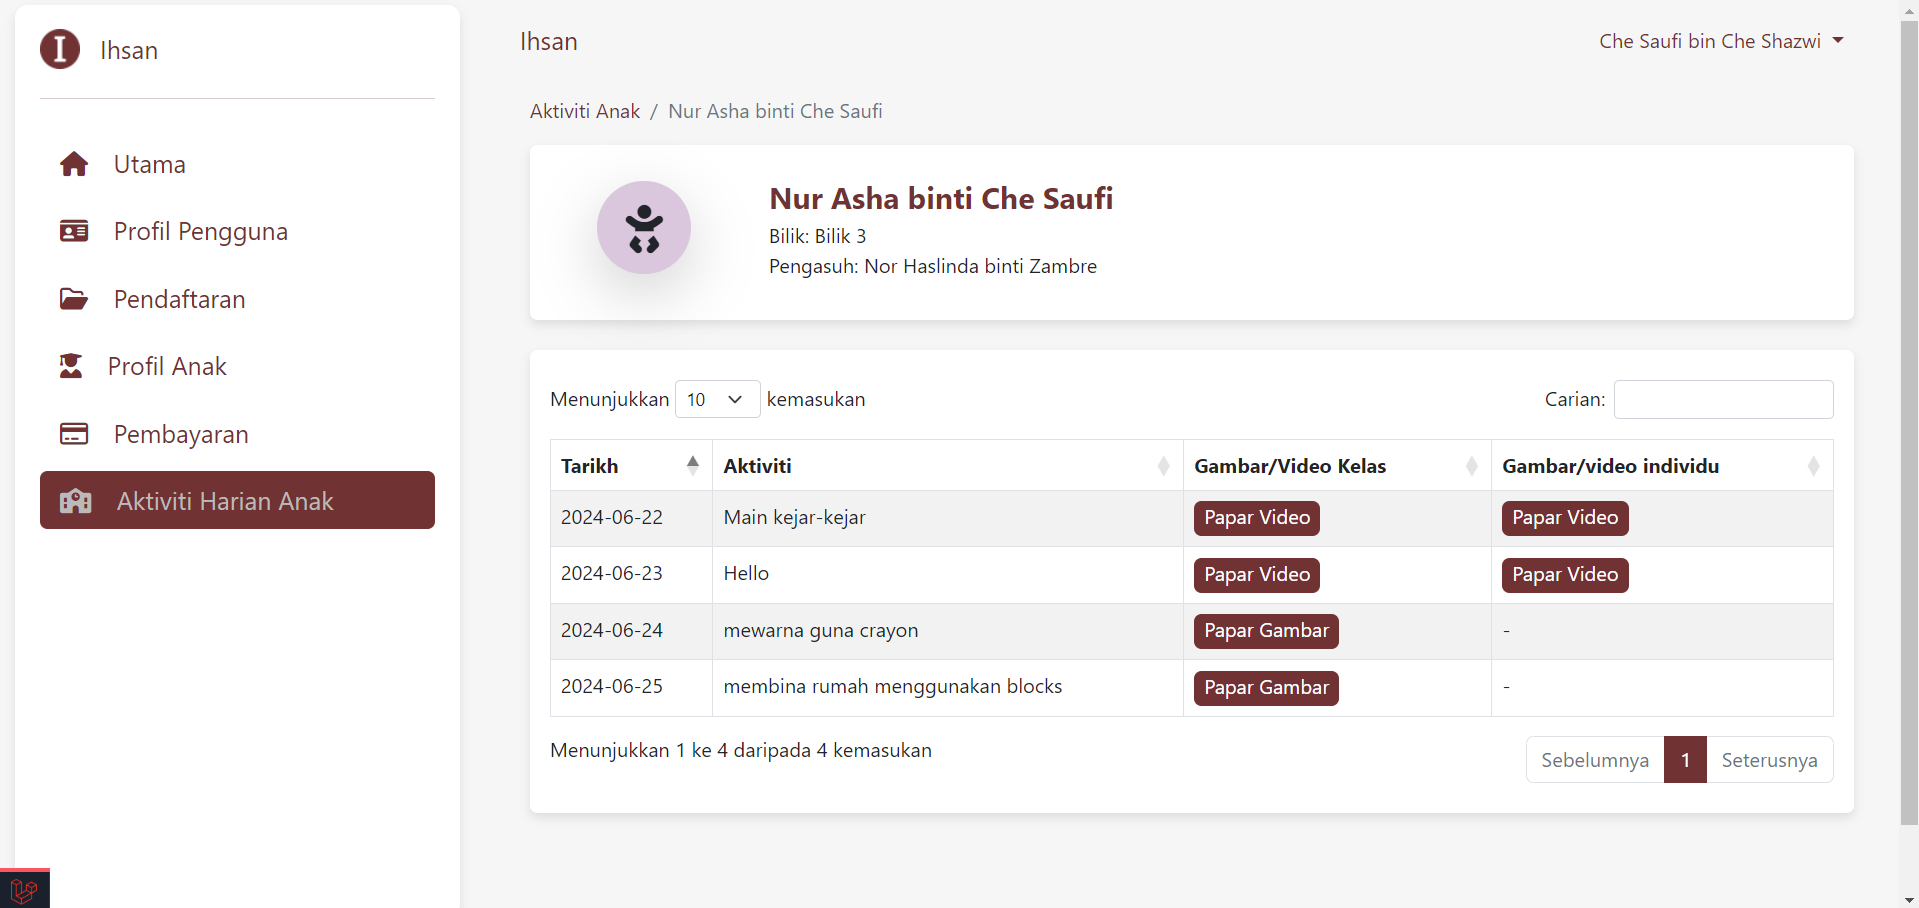 I Ihsan
Utama
Profil Pengguna
Pendaftaran
Profil Anak
Pembayaran
Aktiviti Harian Anak
Ihsan
Che Saufi bin Che Shazwi
Aktiviti Anak / Nur Asha binti Che Saufi
Nur Asha binti Che Saufi
Bilik: Bilik 3
Pengasuh: Nor Haslinda binti Zambre
Menunjukkan 10 kemasukan
Carian:
Tarikh Aktiviti Gambar/Video Kelas Gambar/video individu
2024-06-22 Main kejar-kejar Papar Video Papar Video
2024-06-23 Hello Papar Video Papar Video
2024-06-24 mewarna guna crayon Papar Gambar -
2024-06-25 membina rumah menggunakan blocks Papar Gambar -
Menunjukkan 1 ke 4 daripada 4 kemasukan
Sebelumnya 1 Seterusnya